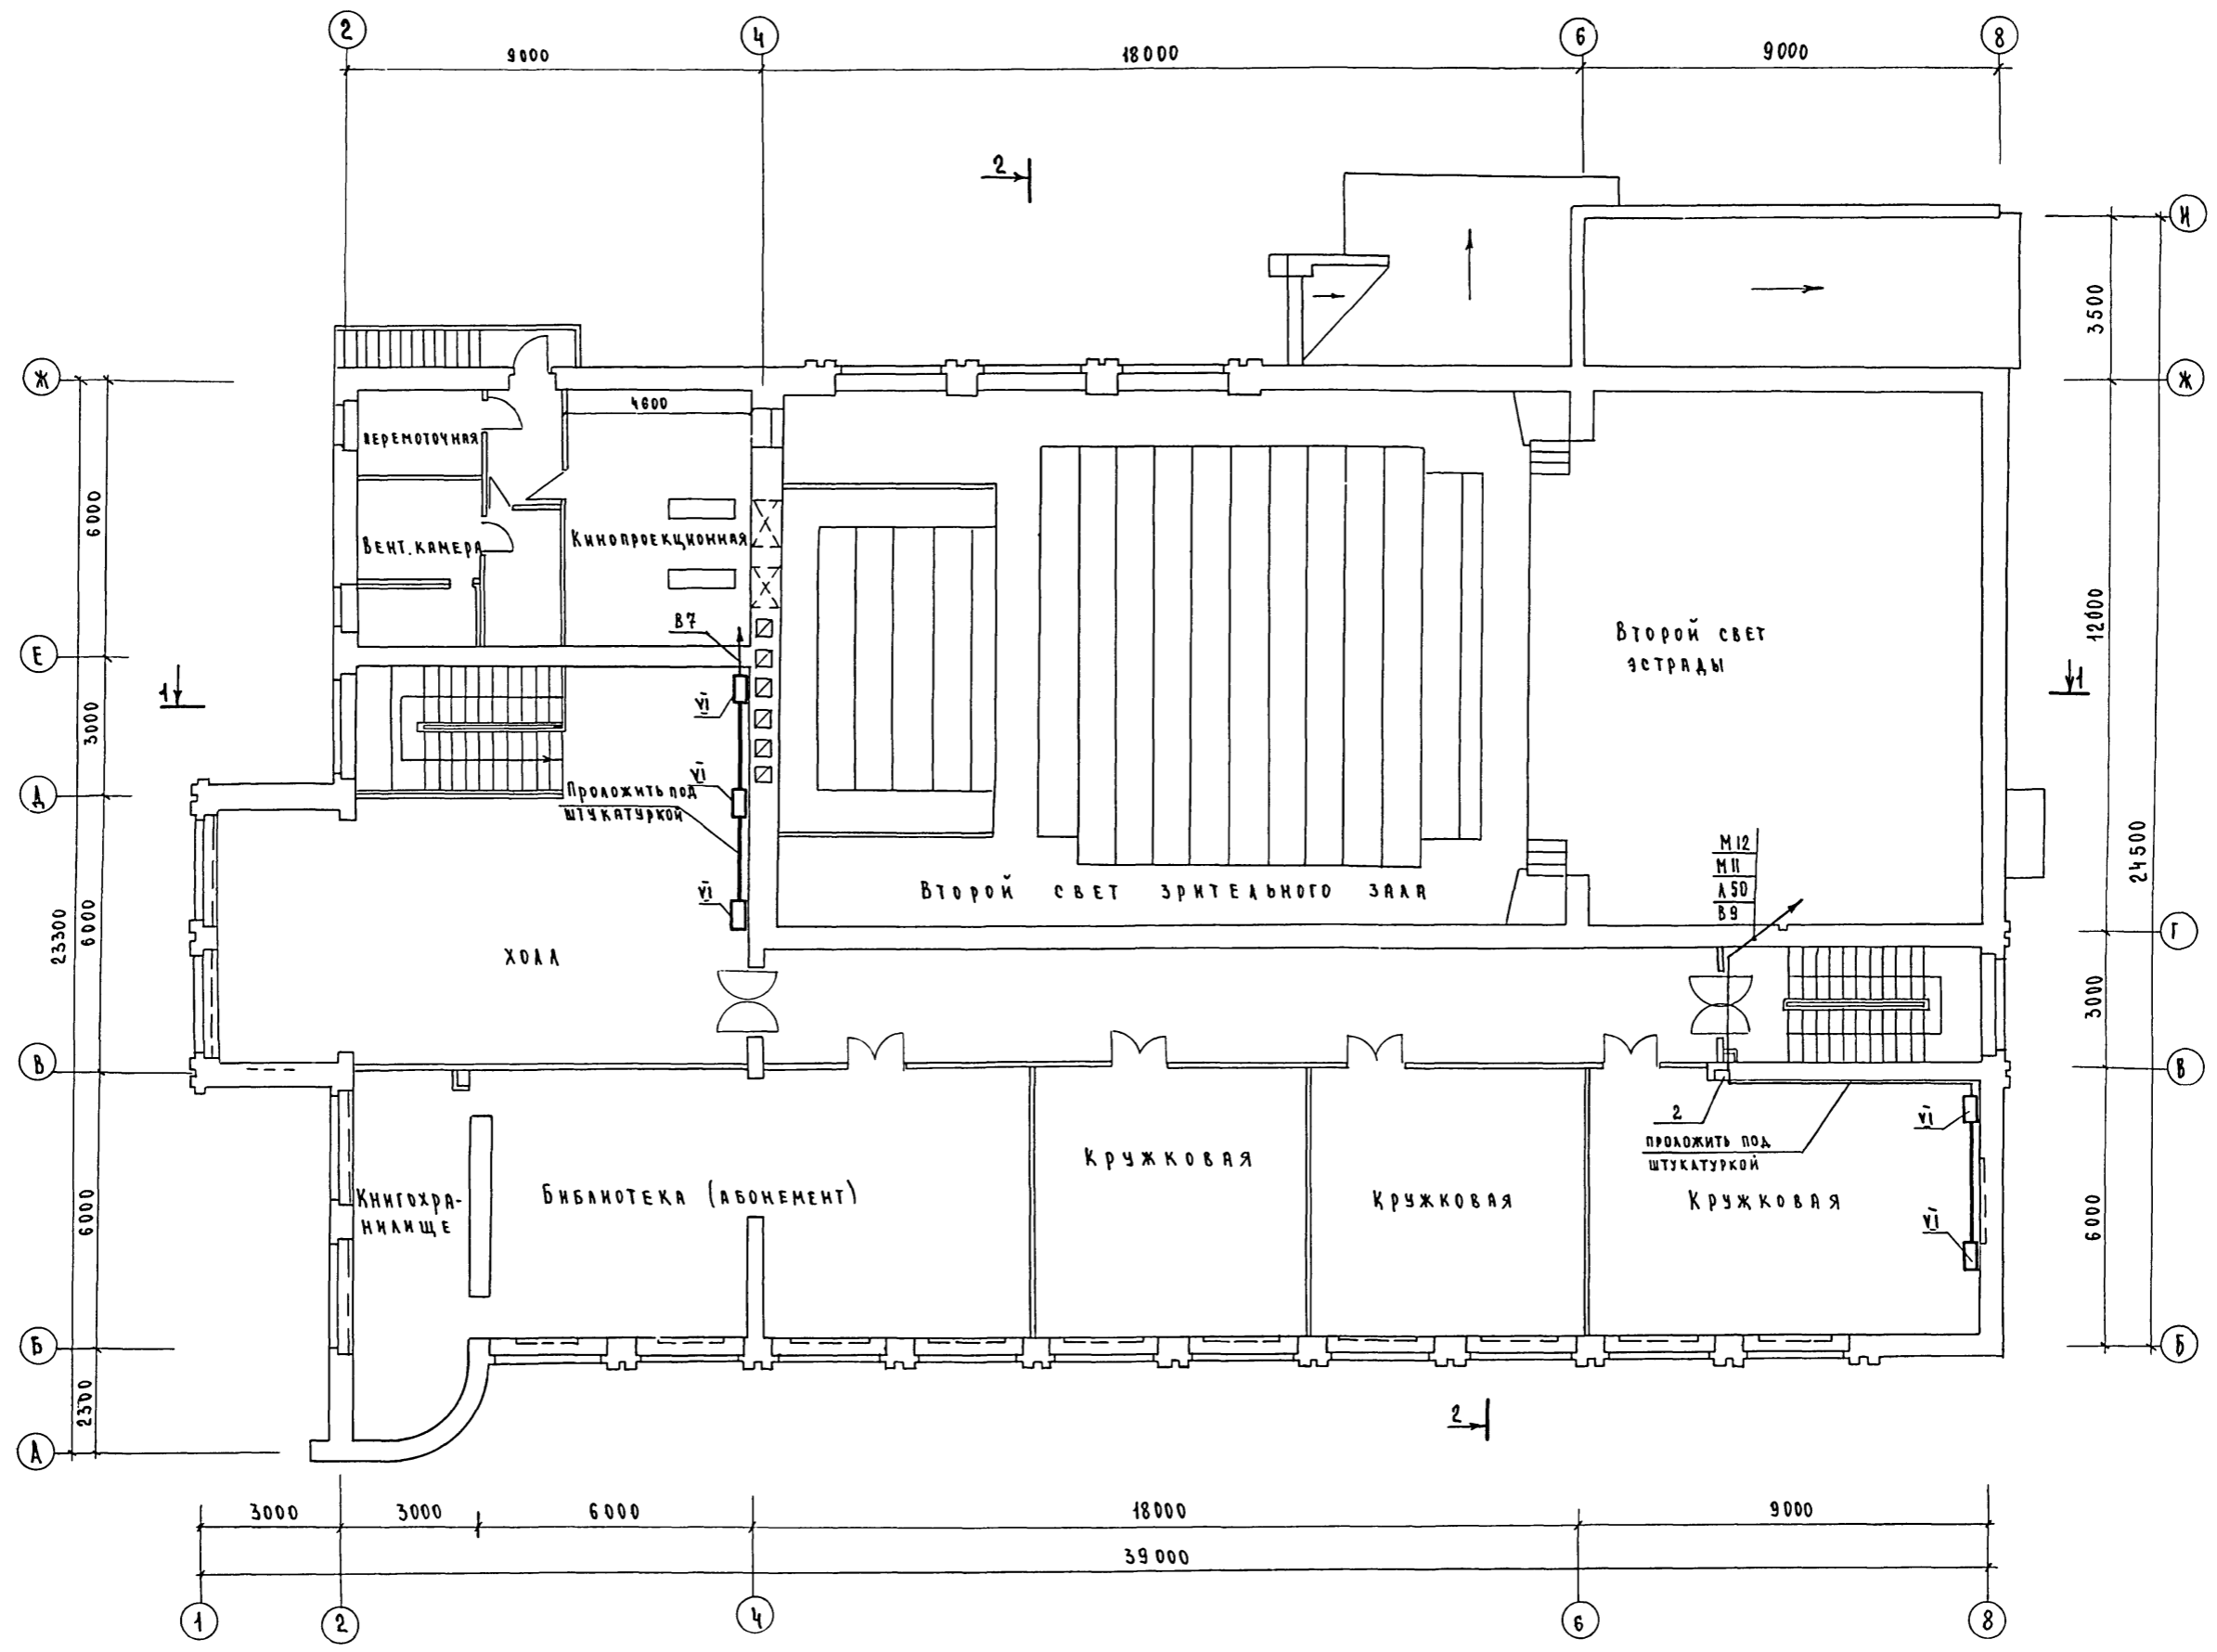 2
4
6
8
9000
18000
9000
2
И
3500
Ж
Ж
4600
Перемоточная
6000
Вент. камера
Кинопроекционная
12000
В7
Второй свет
эстрады
Е
1
1
VI
3000
VI
Проложить под
штукатуркой
Д
М12
М11
Л50
В9
24500
VI
Второй свет зрительного зала
23300
6000
Холл
Г
3000
В
В
2
VI
проложить под
штукатуркой
Кружковая
Книгохра-
нилище
Библиотека (абонемент)
Кружковая
Кружковая
VI
6000
6000
Б
Б
2300
2
А
3000
3000
6000
18000
9000
39000
1
2
4
6
8